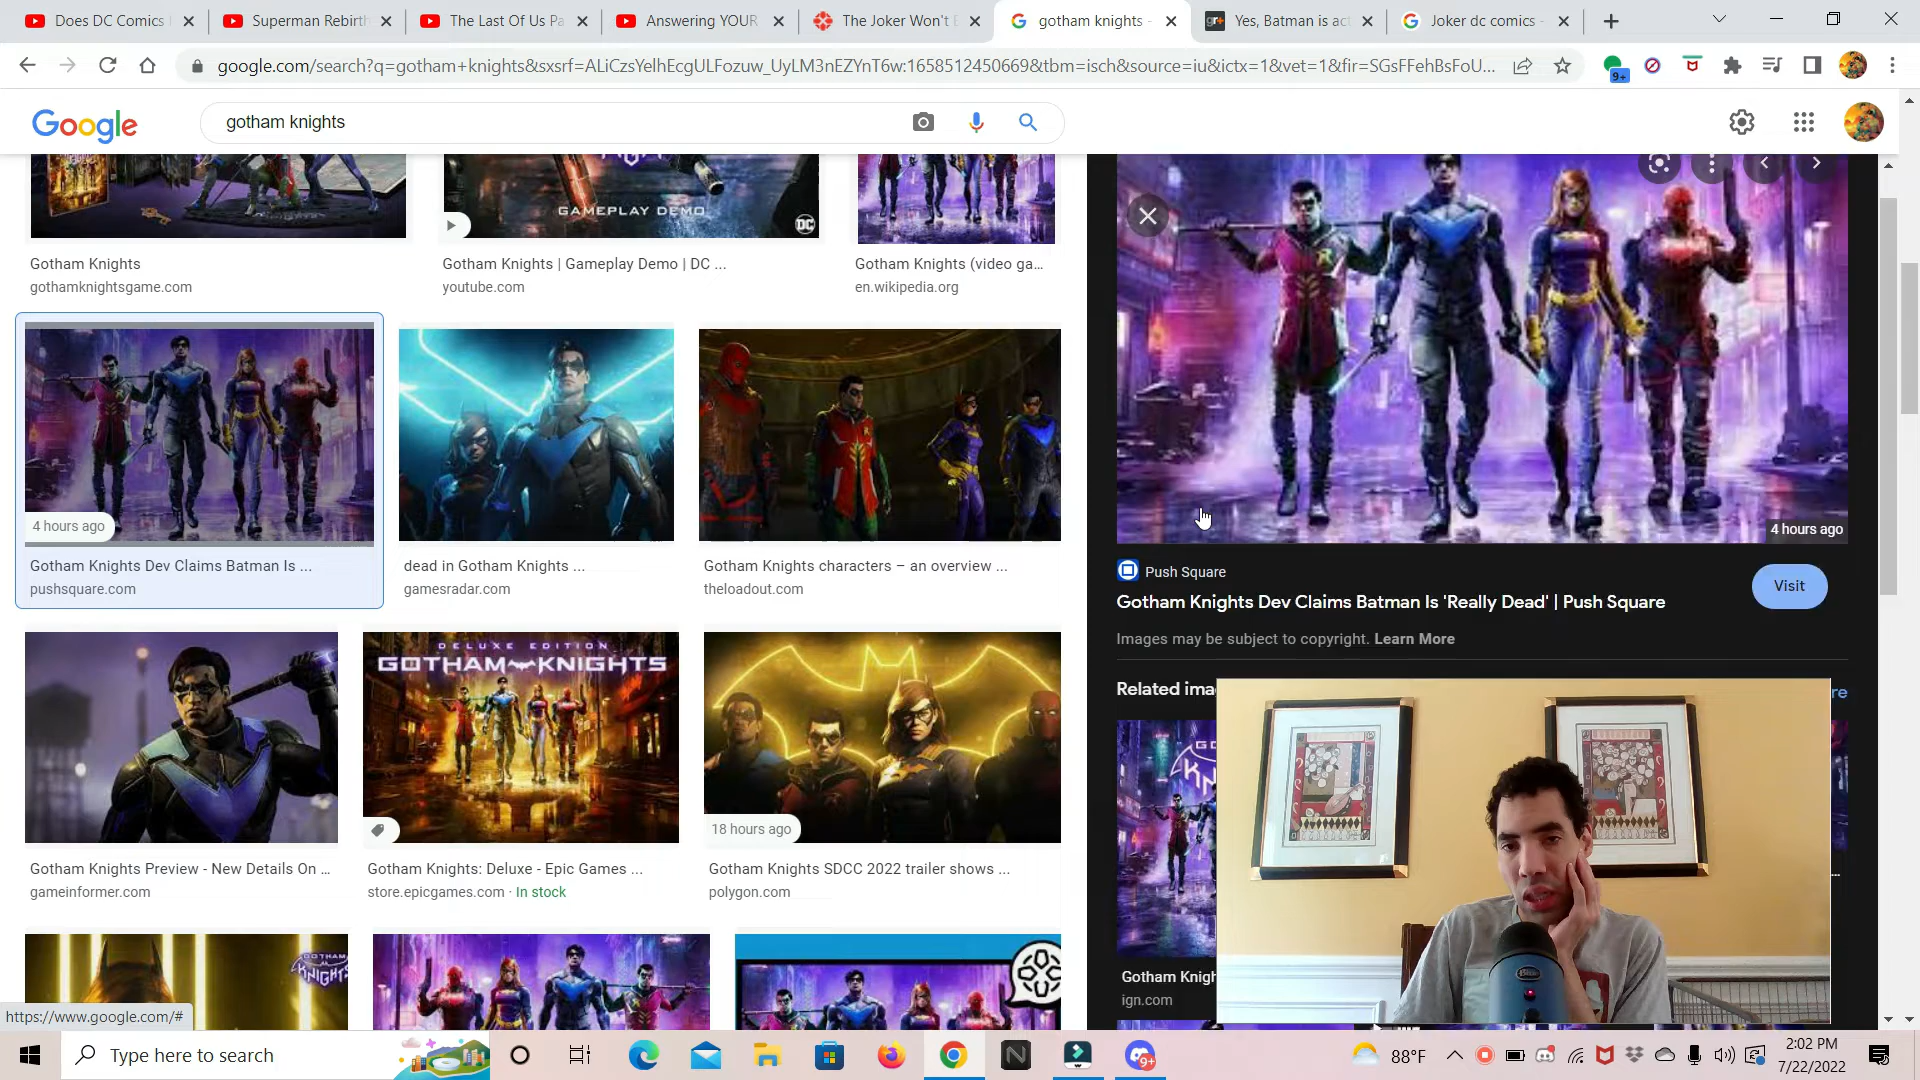 Does DC Comics
Superman Rebirth
The Last Of Us Pa
Answering YOUR
The Joker Won't
gotham knights -
Yes, Batman is act
Joker dc comics -
google.com/search?q=gotham+knights&sxsrf=ALiCzsYelhEcgULFozuw_UyLM3nEZYnT6w:1658512450669&tbm=isch&source=iu&ictx=1&vet=1&fir=SGsFFehBsFoU...
9+
Google
gotham knights
GAMEPLAY DEMO
DC
Gotham Knights
gothamknightsgame.com
Gotham Knights | Gameplay Demo | DC ...
youtube.com
Gotham Knights (video ga...
en.wikipedia.org
4 hours ago
Gotham Knights Dev Claims Batman Is ...
pushsquare.com
dead in Gotham Knights ...
gamesradar.com
Gotham Knights characters – an overview ...
theloadout.com
4 hours ago
Push Square
Gotham Knights Dev Claims Batman Is 'Really Dead' | Push Square
Visit
Images may be subject to copyright. Learn More
Related ima
re
DELUXE EDITION
GOTHAM KNIGHTS
18 hours ago
Gotham Knights Preview - New Details On ...
gameinformer.com
Gotham Knights: Deluxe - Epic Games ...
store.epicgames.com · In stock
Gotham Knights SDCC 2022 trailer shows ...
polygon.com
GOTHAM
KNIGHTS
Gotham Knigh
ign.com
https://www.google.com/#
Type here to search
9+
88°F
2:02 PM
7/22/2022